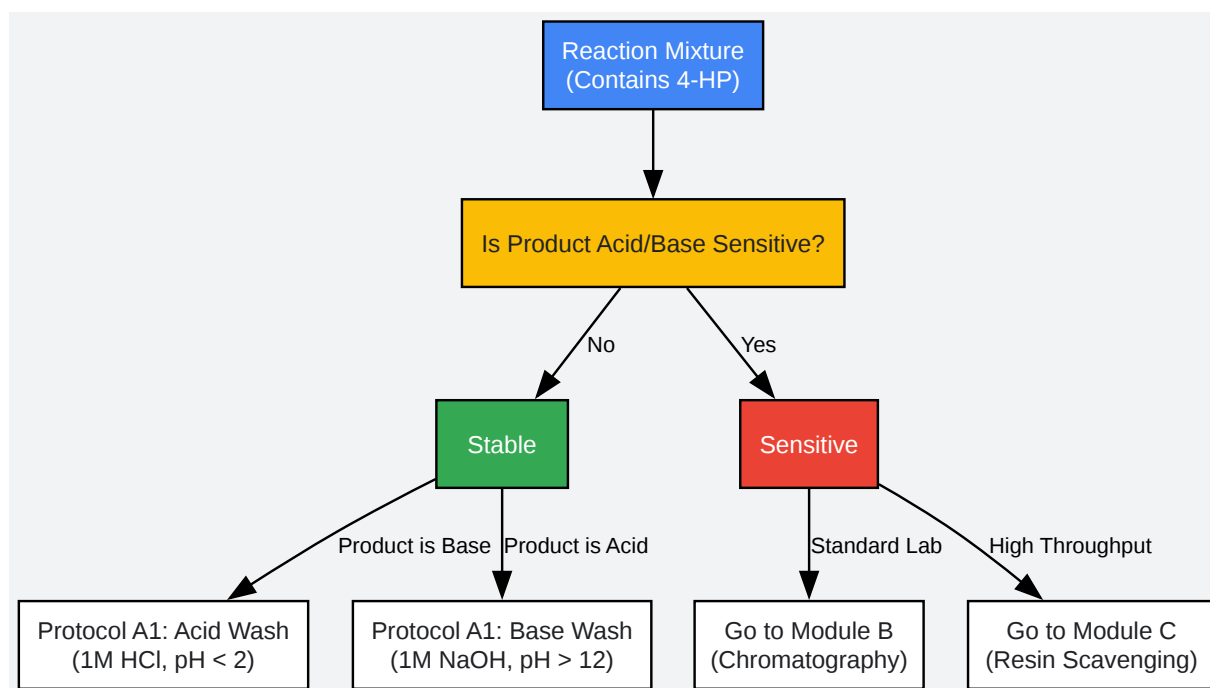 Reaction Mixture
(Contains 4-HP)
Is Product Acid/Base Sensitive?
No
Yes
Stable
Sensitive
Product is Base
Product is Acid
Standard Lab
High Throughput
Protocol A1: Acid Wash
(1M HCl, pH < 2)
Protocol A1: Base Wash
(1M NaOH, pH > 12)
Go to Module B
(Chromatography)
Go to Module C
(Resin Scavenging)